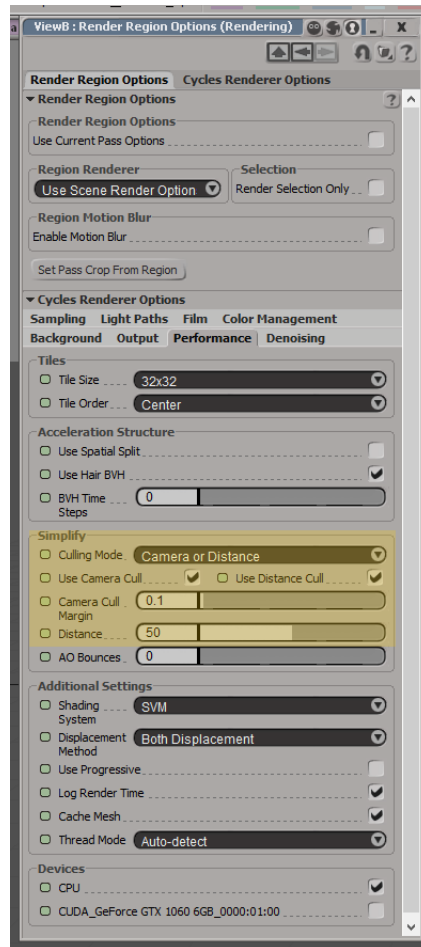 ViewB : Render Region Options (Rendering) X
?
Render Region Options Cycles Renderer Options
Render Region Options ?
Render Region Options
Use Current Pass Options
Region Renderer Selection
Use Scene Render Option Render Selection Only
Region Motion Blur
Enable Motion Blur
Set Pass Crop From Region
Cycles Renderer Options
Sampling Light Paths Film Color Management
Background Output Performance Denoising
Tiles
Tile Size 32x32
Tile Order Center
Acceleration Structure
Use Spatial Split
Use Hair BVH
BVH Time Steps 0
Simplify
Culling Mode Camera or Distance
Use Camera Cull Use Distance Cull
Camera Cull Margin 0.1
Distance 50
AO Bounces 0
Additional Settings
Shading System SVM
Displacement Method Both Displacement
Use Progressive
Log Render Time
Cache Mesh
Thread Mode Auto-detect
Devices
CPU
CUDA_GeForce GTX 1060 6GB_0000:01:00